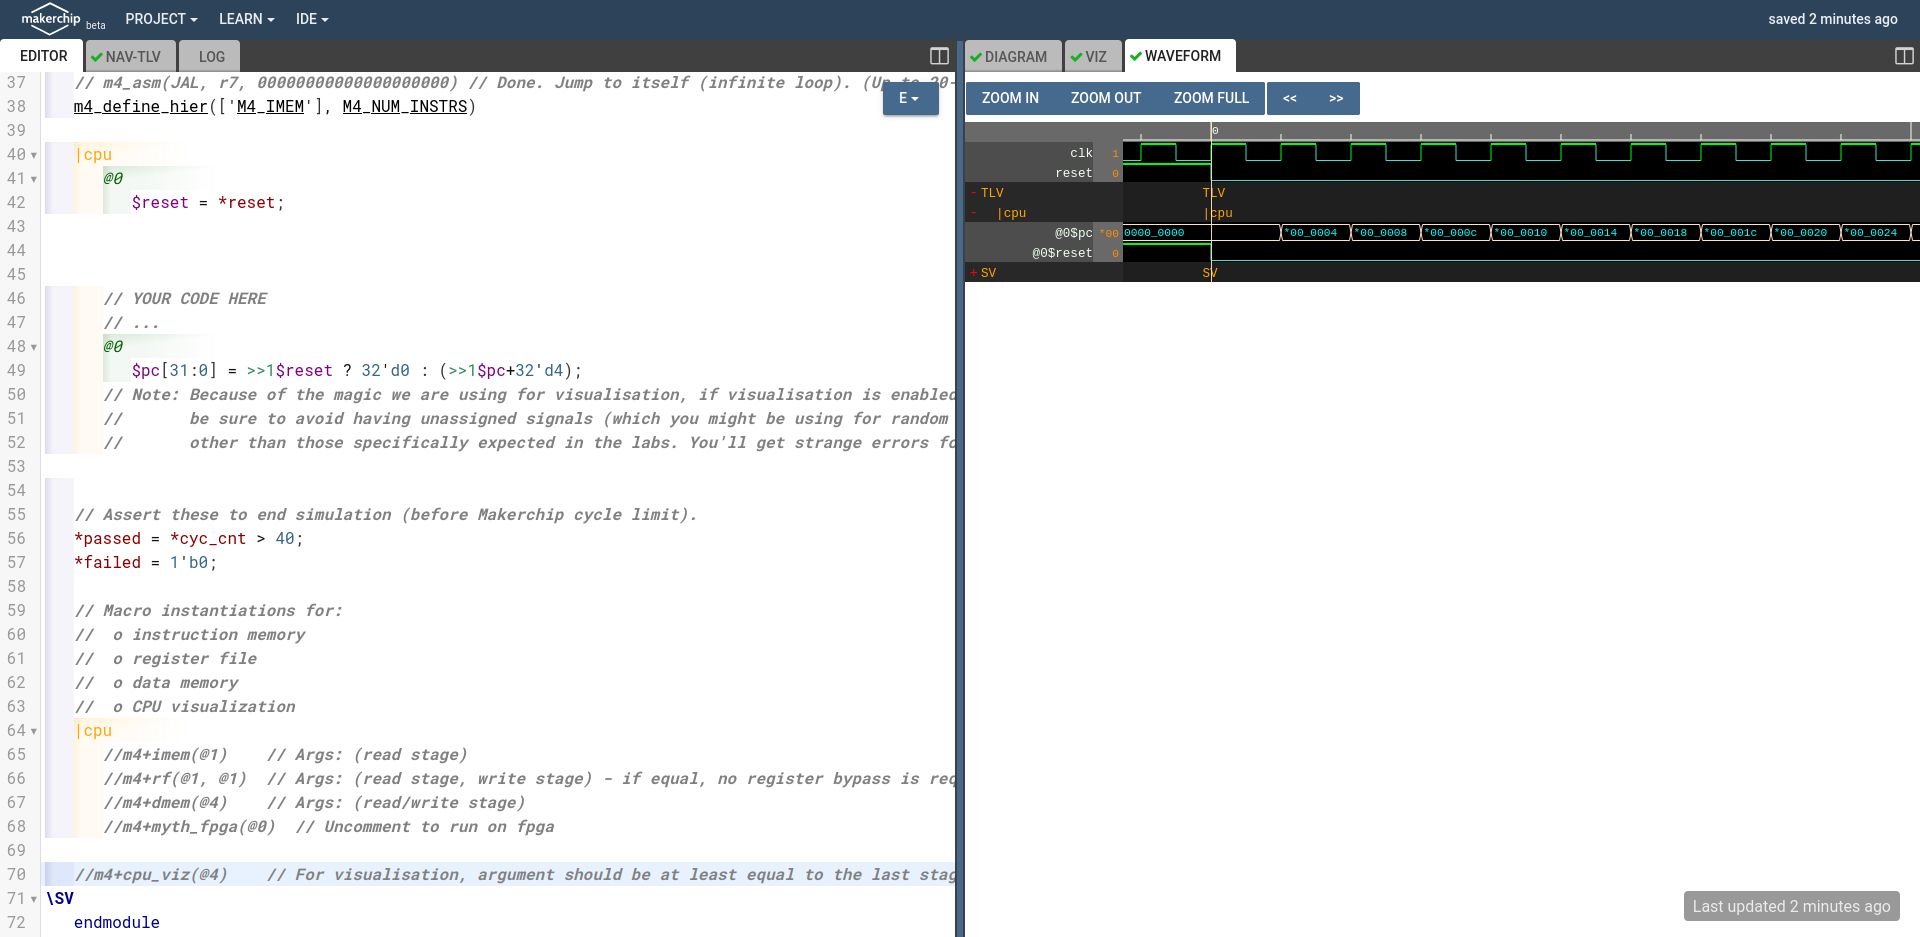 makerchip beta PROJECT LEARN IDE saved 2 minutes ago
EDITOR NAV-TLV LOG
37 // m4_asm(JAL, r7, 00000000000000000000) // Done. Jump to itself (infinite loop). (Up to 20-
38 m4_define_hier(['M4_IMEM'], M4_NUM_INSTRS)
E
39
40 |cpu
41 @0
42 $reset = *reset;
43
44
45
46 // YOUR CODE HERE
47 // ...
48 @0
49 $pc[31:0] = >>1$reset ? 32'd0 : (>>1$pc+32'd4);
50 // Note: Because of the magic we are using for visualisation, if visualisation is enabled
51 // be sure to avoid having unassigned signals (which you might be using for random
52 // other than those specifically expected in the labs. You'll get strange errors fo
53
54
55 // Assert these to end simulation (before Makerchip cycle limit).
56 *passed = *cyc_cnt > 40;
57 *failed = 1'b0;
58
59 // Macro instantiations for:
60 // o instruction memory
61 // o register file
62 // o data memory
63 // o CPU visualization
64 |cpu
65 //m4+imem(@1) // Args: (read stage)
66 //m4+rf(@1, @1) // Args: (read stage, write stage) - if equal, no register bypass is req
67 //m4+dmem(@4) // Args: (read/write stage)
68 //m4+myth_fpga(@0) // Uncomment to run on fpga
69
70 //m4+cpu_viz(@4) // For visualisation, argument should be at least equal to the last stag
71 \SV
72 endmodule
DIAGRAM VIZ WAVEFORM
ZOOM IN ZOOM OUT ZOOM FULL << >>
0
clk 1
reset 0
- TLV TLV
- |cpu |cpu
@0$pc *00 0000_0000 *00_0004 *00_0008 *00_000c *00_0010 *00_0014 *00_0018 *00_001c *00_0020 *00_0024
@0$reset 0
+ SV SV
Last updated 2 minutes ago